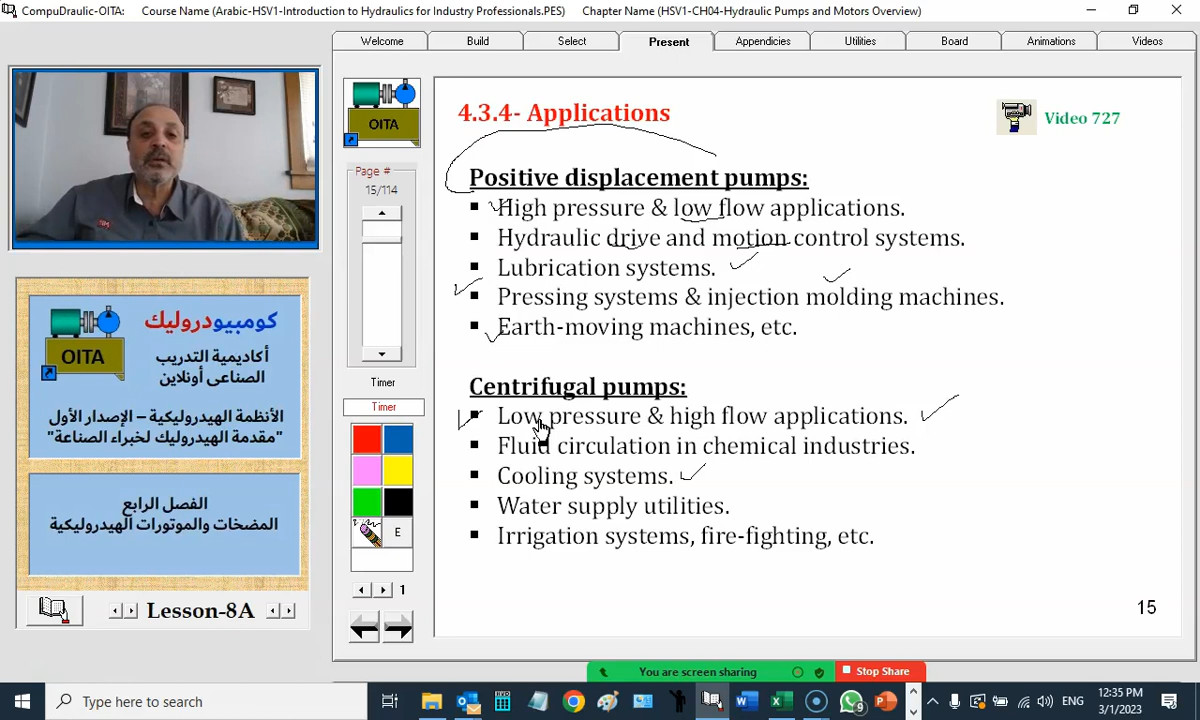 CompuDraulic-OITA:
Course Name (Arabic-HSV1-Introduction to Hydraulics for Industry Professionals.PES)
Chapter Name (HSV1-CH04-Hydraulic Pumps and Motors Overview)
Welcome
Build
Select
Present
Appendicies
Utilities
Board
Animations
Videos
OITA
Page #
15/114
Timer
Timer
E
1
4.3.4- Applications
Video 727
Positive displacement pumps:
▪ High pressure & low flow applications.
▪ Hydraulic drive and motion control systems.
▪ Lubrication systems.
▪ Pressing systems & injection molding machines.
▪ Earth-moving machines, etc.
Centrifugal pumps:
▪ Low pressure & high flow applications.
▪ Fluid circulation in chemical industries.
▪ Cooling systems.
▪ Water supply utilities.
▪ Irrigation systems, fire-fighting, etc.
15
OITA
كومبيودروليك
أكاديمية التدريب
الصناعى أونلاين
الأنظمة الهيدروليكية – الإصدار الأول
"مقدمة الهيدروليك لخبراء الصناعة"
الفصل الرابع
المضخات والموتورات الهيدروليكية
Lesson-8A
You are screen sharing
Stop Share
Type here to search
ENG
12:35 PM
3/1/2023